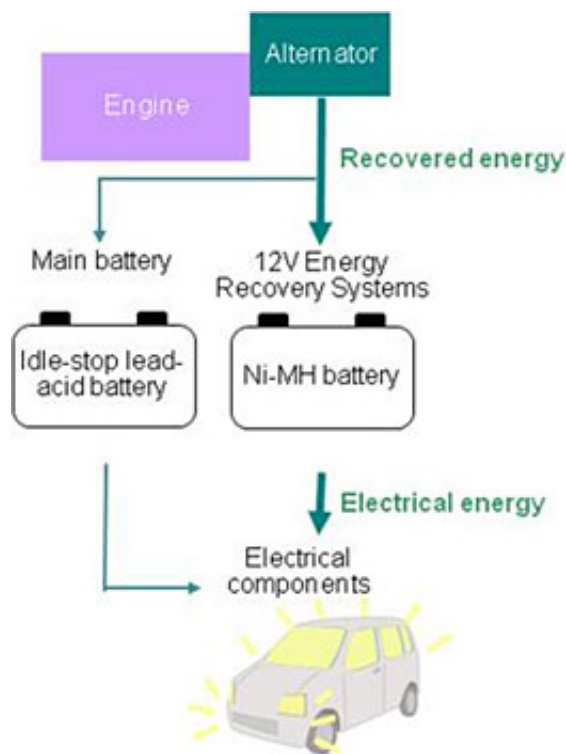 Alternator
Engine
Recovered energy
Main battery
12V Energy
Recovery Systems
Idle-stop lead-
acid battery
Ni-MH battery
Electrical energy
Electrical
components